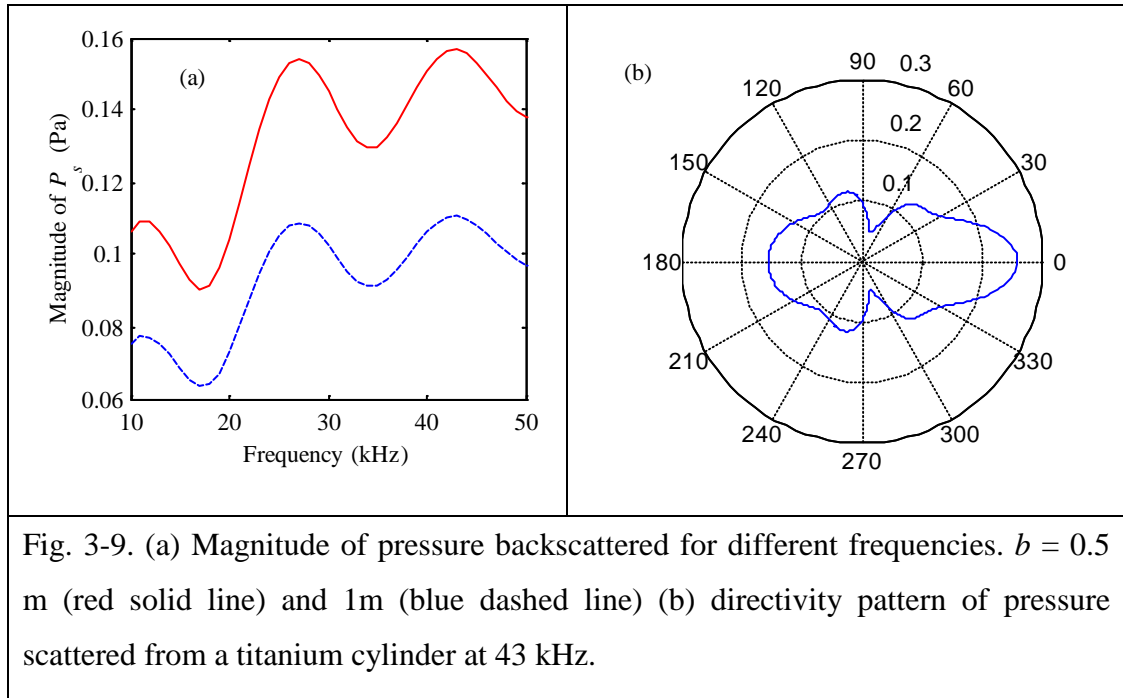 (a)
0.16
0.14
0.12
0.1
0.08
0.06
10 20 30 40 50
Frequency (kHz)
Magnitude of P_s (Pa)
(b)
90
0.3
120
60
0.2
150
30
0.1
180
0
210
330
240
300
270
Fig. 3-9. (a) Magnitude of pressure backscattered for different frequencies. b = 0.5
m (red solid line) and 1m (blue dashed line) (b) directivity pattern of pressure
scattered from a titanium cylinder at 43 kHz.